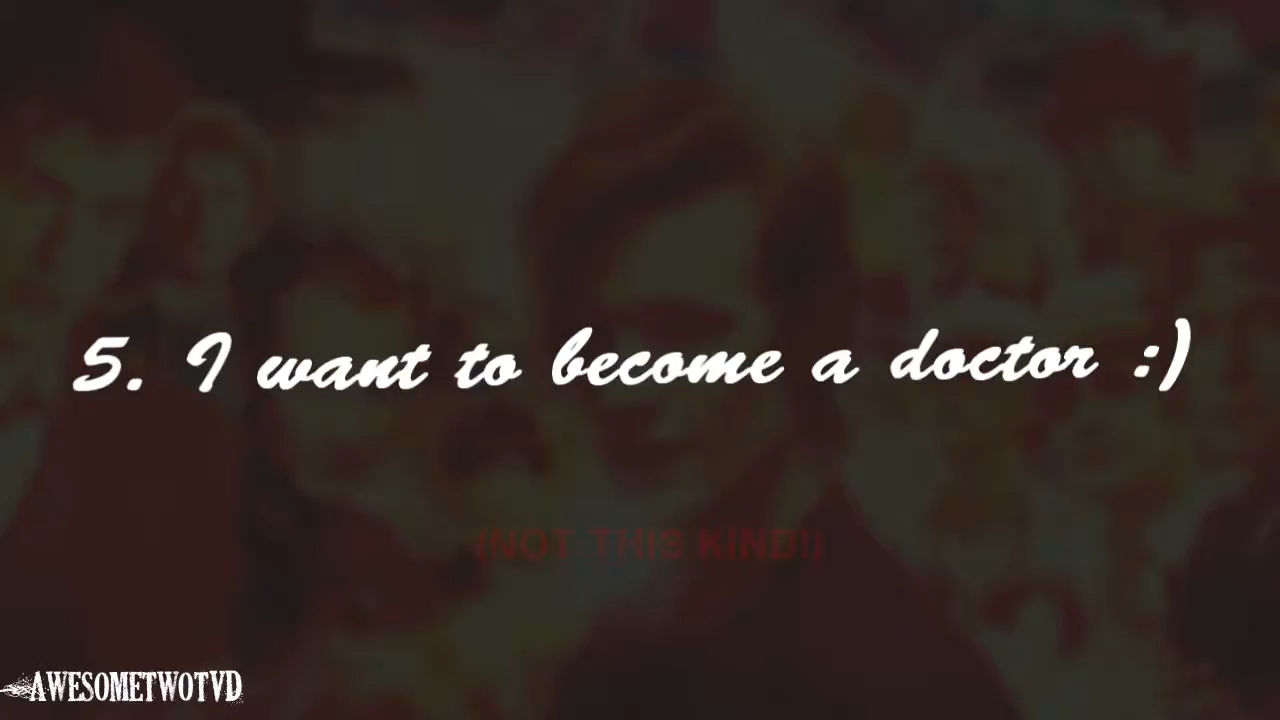 5. I want to become a doctor :)
(NOT THIS KIND!)
AWESOMETWOTVD